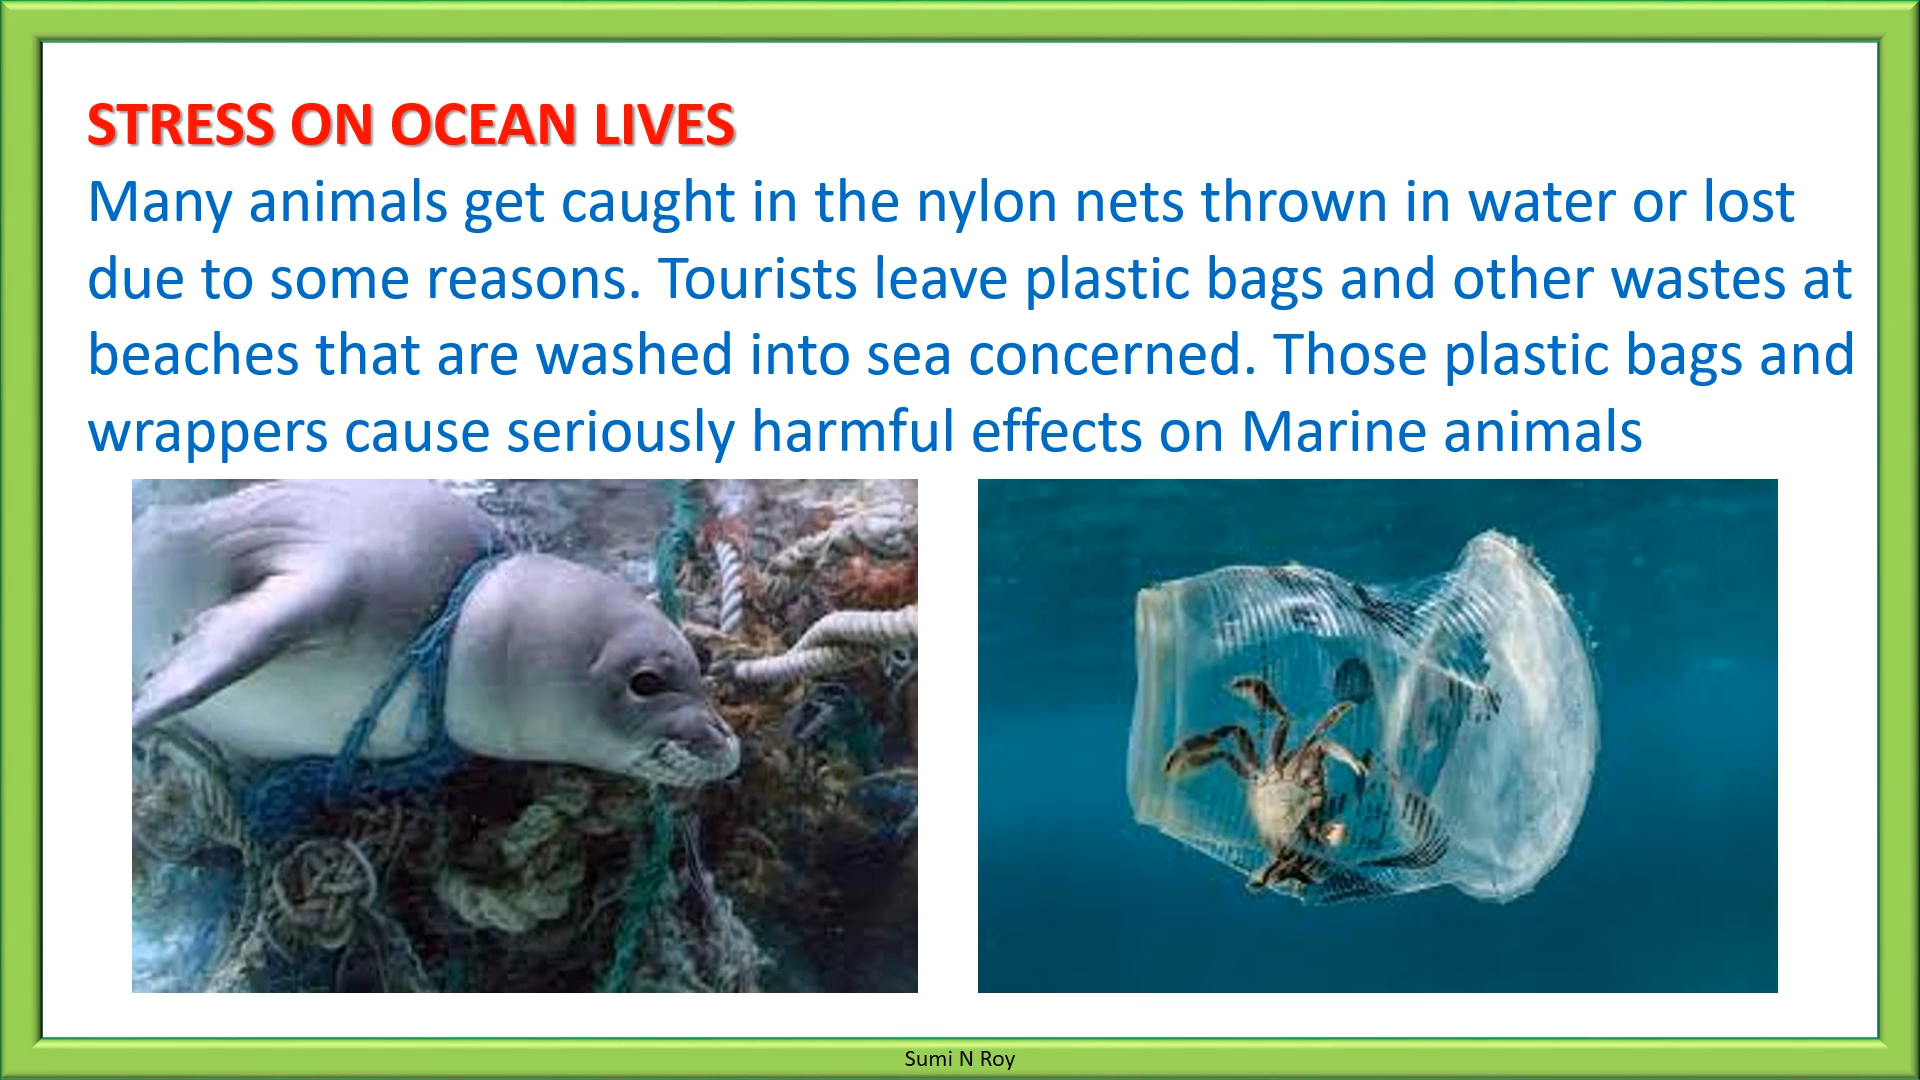 STRESS ON OCEAN LIVES
Many animals get caught in the nylon nets thrown in water or lost
due to some reasons. Tourists leave plastic bags and other wastes at
beaches that are washed into sea concerned. Those plastic bags and
wrappers cause seriously harmful effects on Marine animals
Sumi N Roy